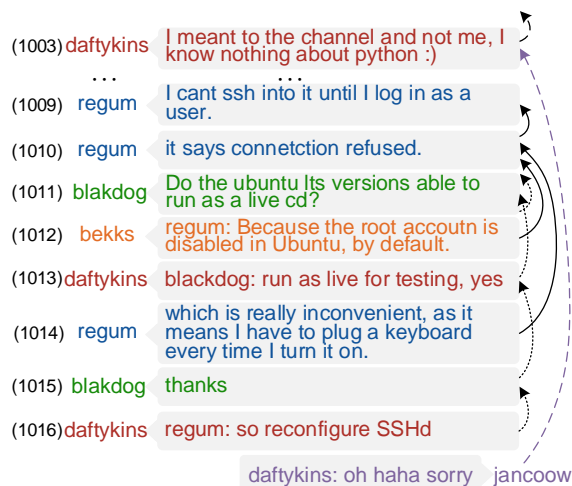 (1003) daftykins I meant to the channel and not me, I
know nothing about python :)
... ...
(1009) regum I cant ssh into it until I log in as a
user.
(1010) regum it says connetction refused.
(1011) blakdog Do the ubuntu lts versions able to
run as a live cd?
(1012) bekks regum: Because the root accoutn is
disabled in Ubuntu, by default.
(1013) daftykins blackdog: run as live for testing, yes
(1014) regum which is really inconvenient, as it
means I have to plug a keyboard
every time I turn it on.
(1015) blakdog thanks
(1016) daftykins regum: so reconfigure SSHd
daftykins: oh haha sorry jancoow